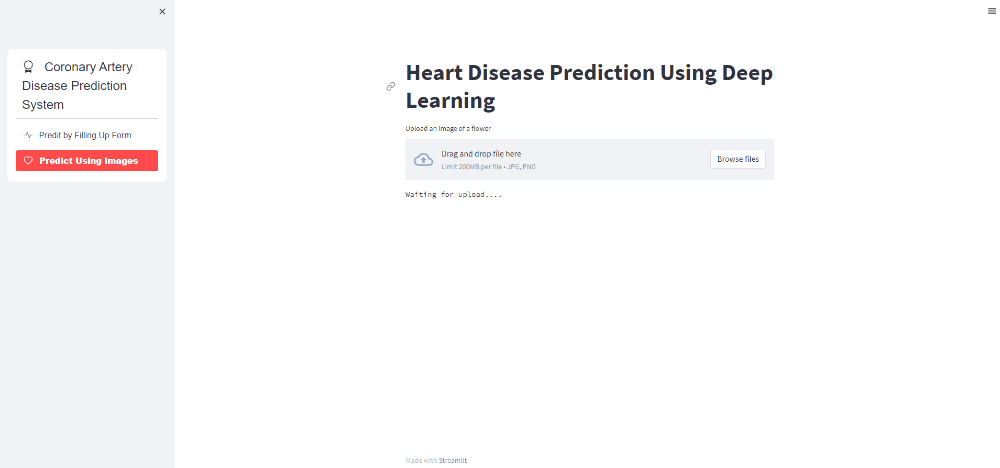 Coronary Artery
Disease Prediction
System
Predit by Filling Up Form
Predict Using Images
Heart Disease Prediction Using Deep
Learning
Upload an image of a flower
Drag and drop file here
Limit 200MB per file • JPG, PNG
Browse files
Waiting for upload....
Made with Streamlit